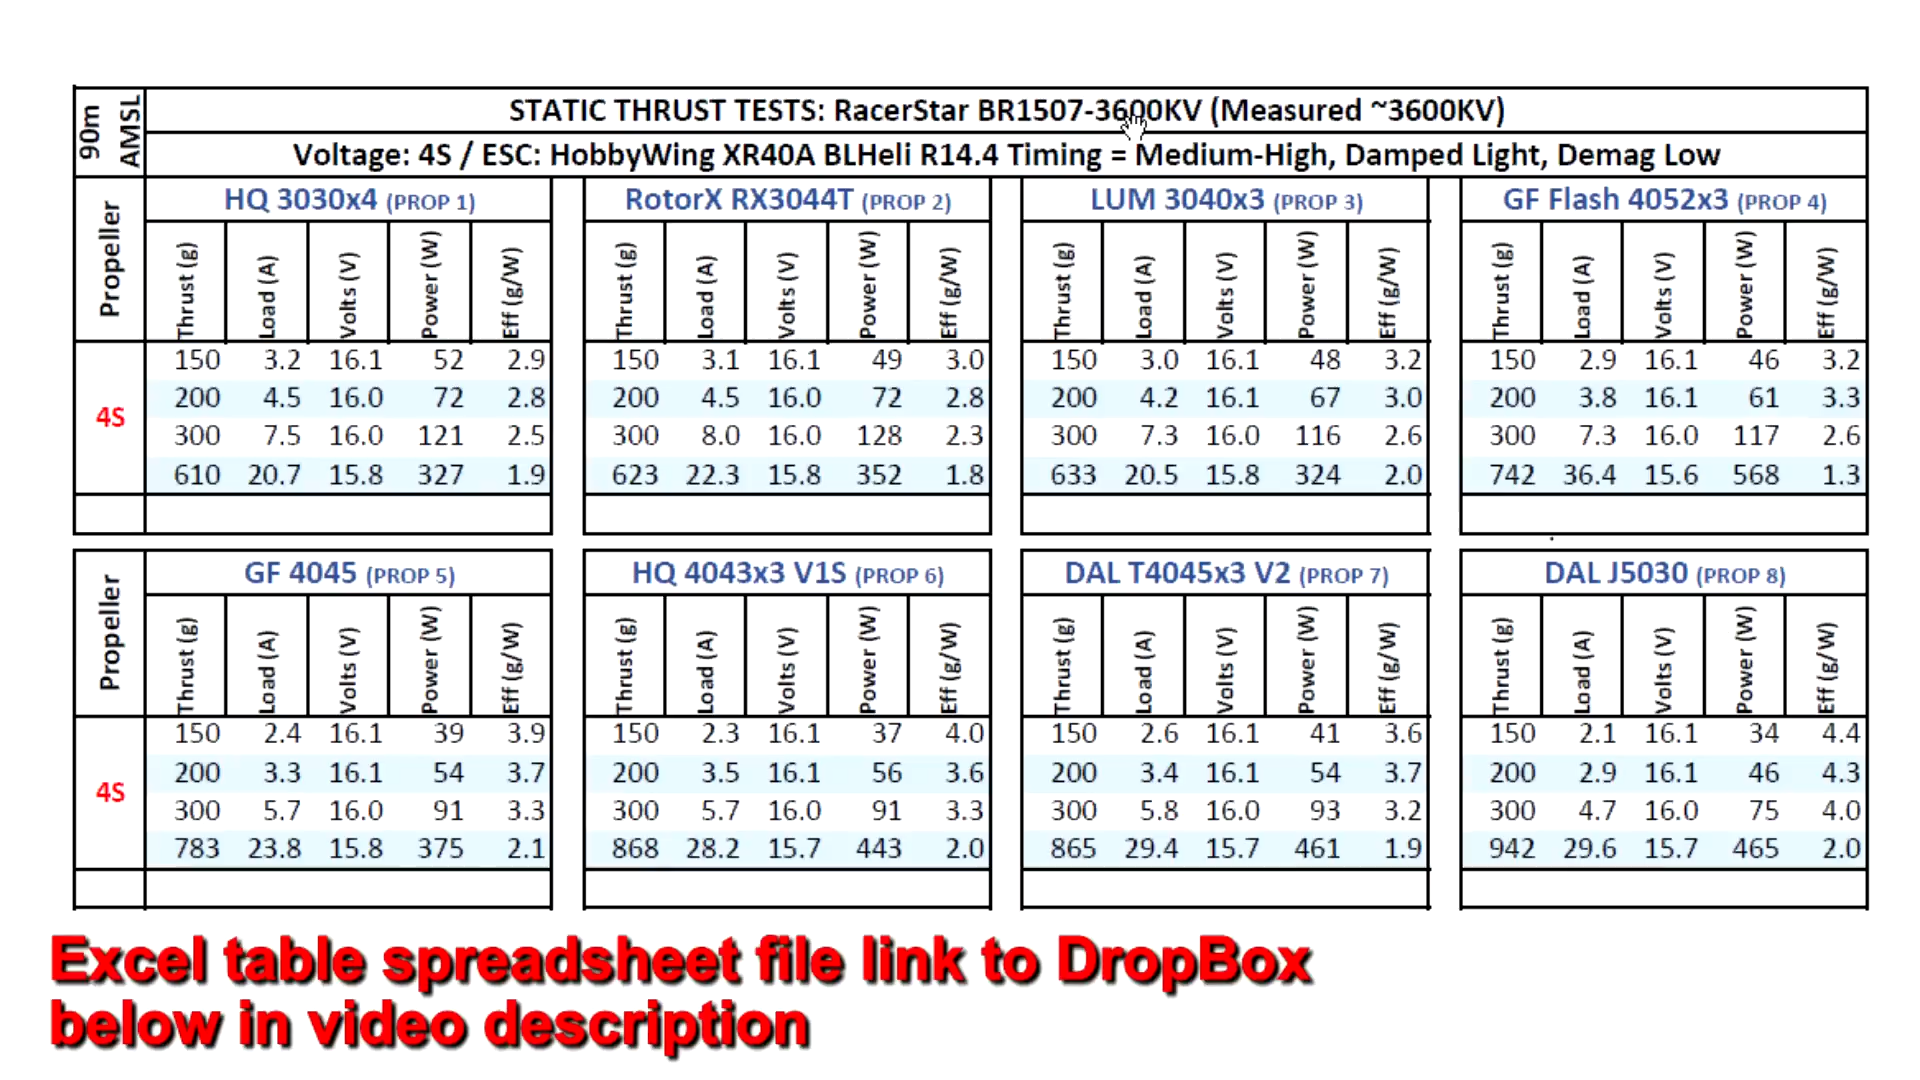 90m AMSL
STATIC THRUST TESTS: RacerStar BR1507-3600KV (Measured ~3600KV)
Voltage: 4S / ESC: HobbyWing XR40A BLHeli R14.4 Timing = Medium-High, Damped Light, Demag Low
Propeller HQ 3030x4 (PROP 1) RotorX RX3044T (PROP 2) LUM 3040x3 (PROP 3) GF Flash 4052x3 (PROP 4)
Thrust (g) Load (A) Volts (V) Power (W) Eff (g/W) Thrust (g) Load (A) Volts (V) Power (W) Eff (g/W) Thrust (g) Load (A) Volts (V) Power (W) Eff (g/W) Thrust (g) Load (A) Volts (V) Power (W) Eff (g/W)
4S
150 3.2 16.1 52 2.9 150 3.1 16.1 49 3.0 150 3.0 16.1 48 3.2 150 2.9 16.1 46 3.2
200 4.5 16.0 72 2.8 200 4.5 16.0 72 2.8 200 4.2 16.1 67 3.0 200 3.8 16.1 61 3.3
300 7.5 16.0 121 2.5 300 8.0 16.0 128 2.3 300 7.3 16.0 116 2.6 300 7.3 16.0 117 2.6
610 20.7 15.8 327 1.9 623 22.3 15.8 352 1.8 633 20.5 15.8 324 2.0 742 36.4 15.6 568 1.3
Propeller GF 4045 (PROP 5) HQ 4043x3 V1S (PROP 6) DAL T4045x3 V2 (PROP 7) DAL J5030 (PROP 8)
Thrust (g) Load (A) Volts (V) Power (W) Eff (g/W) Thrust (g) Load (A) Volts (V) Power (W) Eff (g/W) Thrust (g) Load (A) Volts (V) Power (W) Eff (g/W) Thrust (g) Load (A) Volts (V) Power (W) Eff (g/W)
4S
150 2.4 16.1 39 3.9 150 2.3 16.1 37 4.0 150 2.6 16.1 41 3.6 150 2.1 16.1 34 4.4
200 3.3 16.1 54 3.7 200 3.5 16.1 56 3.6 200 3.4 16.1 54 3.7 200 2.9 16.1 46 4.3
300 5.7 16.0 91 3.3 300 5.7 16.0 91 3.3 300 5.8 16.0 93 3.2 300 4.7 16.0 75 4.0
783 23.8 15.8 375 2.1 868 28.2 15.7 443 2.0 865 29.4 15.7 461 1.9 942 29.6 15.7 465 2.0
Excel table spreadsheet file link to DropBox
below in video description